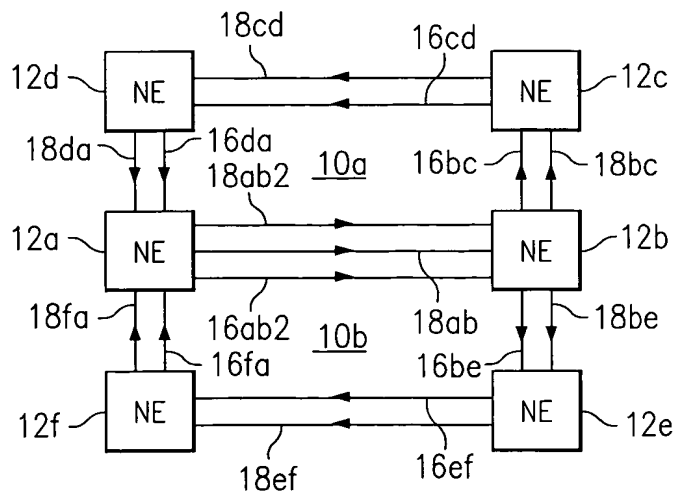 18cd 16cd
12d NE NE 12c
18da 16da 10a 16bc 18bc
18ab2
12a NE NE 12b
18fa 16ab2 18ab 18be
16fa 10b 16be
12f NE NE 12e
18ef 16ef